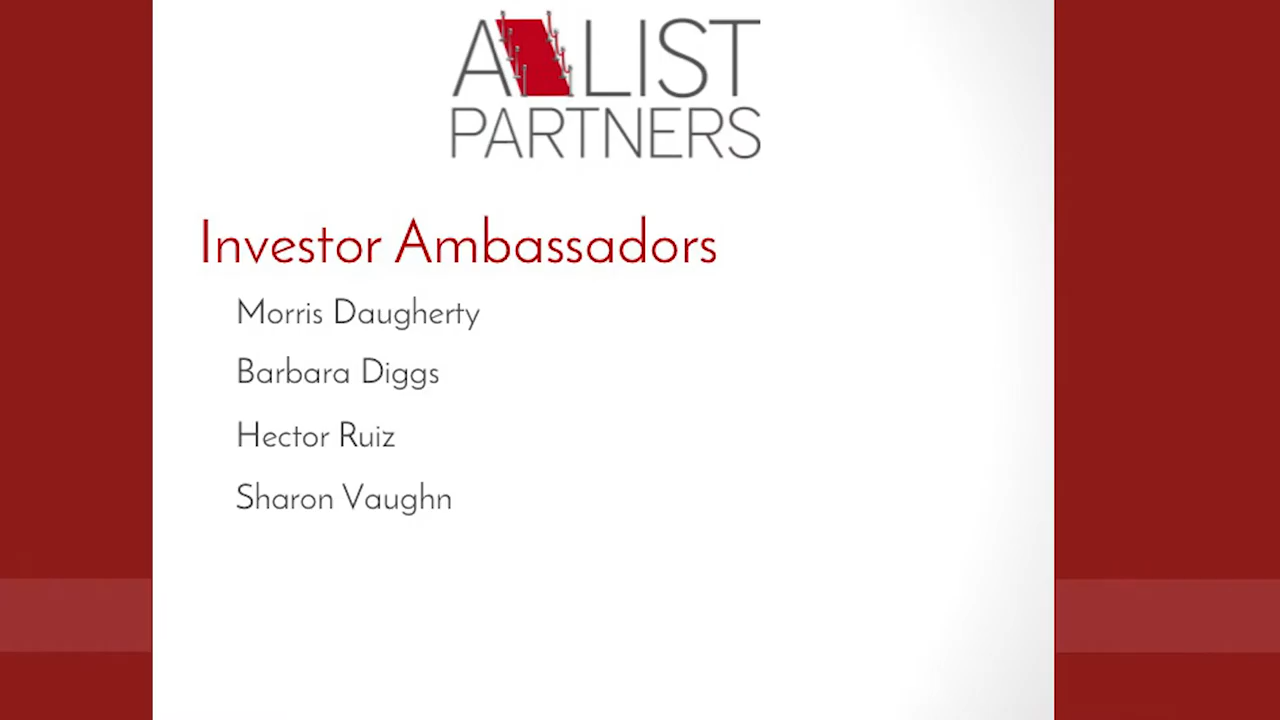 A LIST
PARTNERS
Investor Ambassadors
Morris Daugherty
Barbara Diggs
Hector Ruiz
Sharon Vaughn